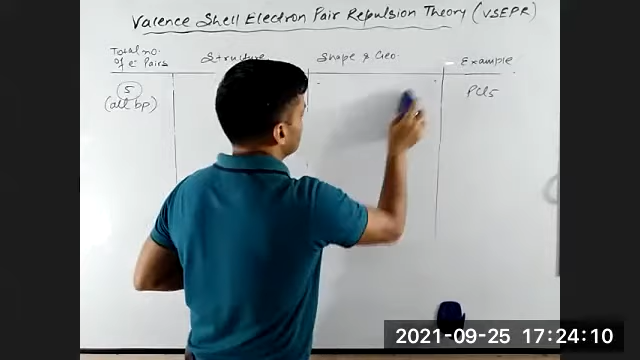 Valence Shell Electron Pair Repulsion Theory (VSEPR)
Total no. of e⁻ Pairs
Structure
Shape & Geo.
Example
5
(all bp)
PCl5
2021-09-25 17:24:10